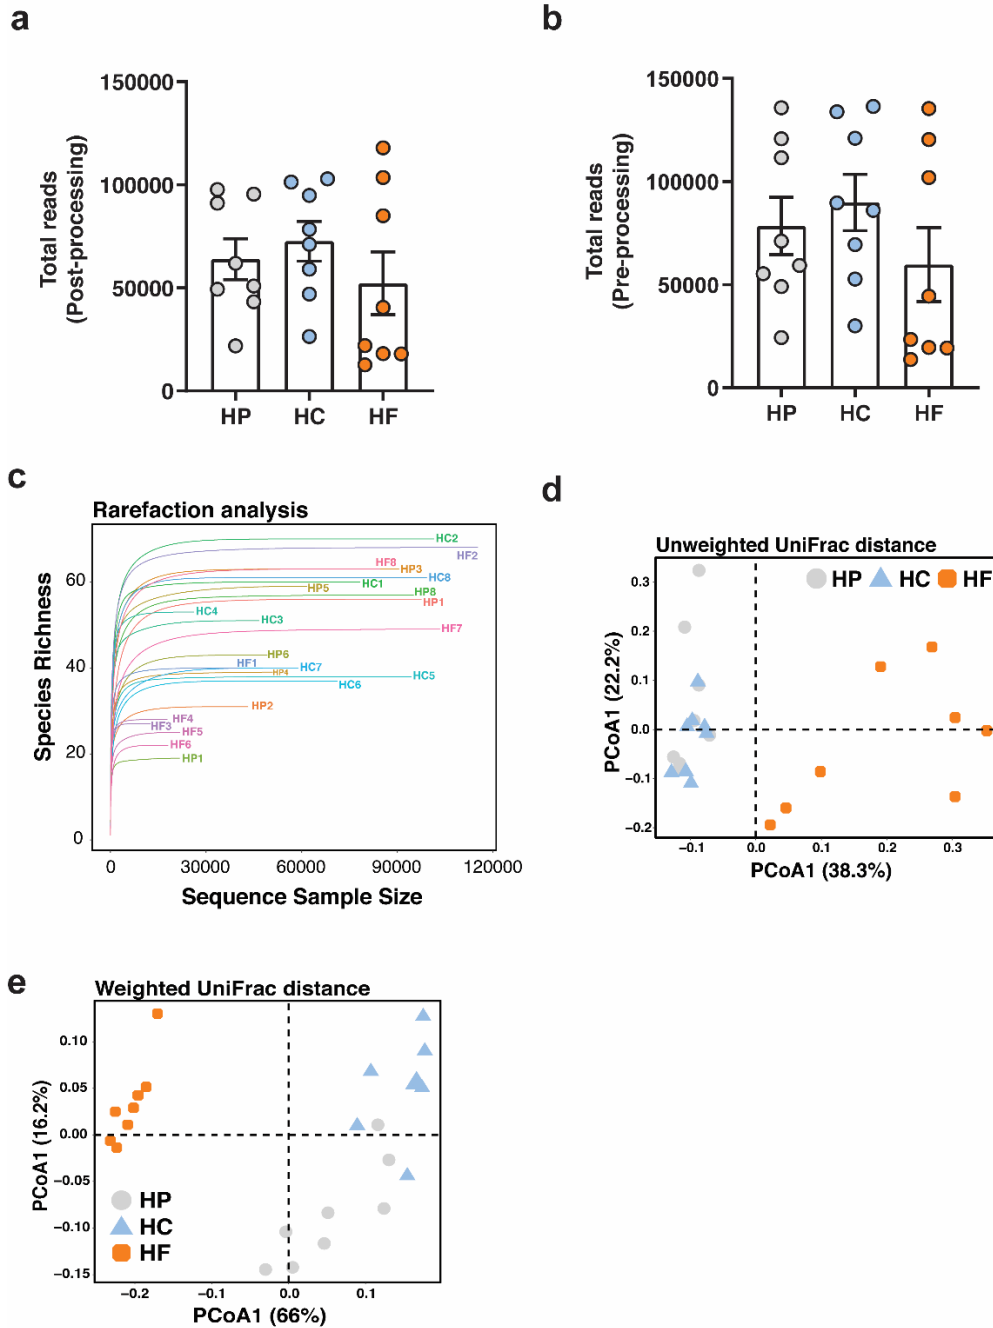 a
150000
100000
50000
0
Total reads
(Post-processing)
HP HC HF
b
150000
100000
50000
0
Total reads
(Pre-processing)
HP HC HF
c
Rarefaction analysis
HC2
HF2
HF8
HP3
HC8
HC1
HP5
HP8
HP1
HC4
HC3
HF7
HP6
HF1
HC7
HP4
HC5
HC6
HP2
HF4
HF3
HF5
HF6
HP1
60
40
20
0
Species Richness
0 30000 60000 90000 120000
Sequence Sample Size
d
Unweighted UniFrac distance
HP HC HF
0.3
0.2
0.1
0.0
−0.1
−0.2
PCoA1 (22.2%)
−0.1 0.0 0.1 0.2 0.3
PCoA1 (38.3%)
e
Weighted UniFrac distance
0.10
0.05
0.00
−0.05
−0.10
−0.15
PCoA1 (16.2%)
HP
HC
HF
−0.2 −0.1 0.0 0.1
PCoA1 (66%)